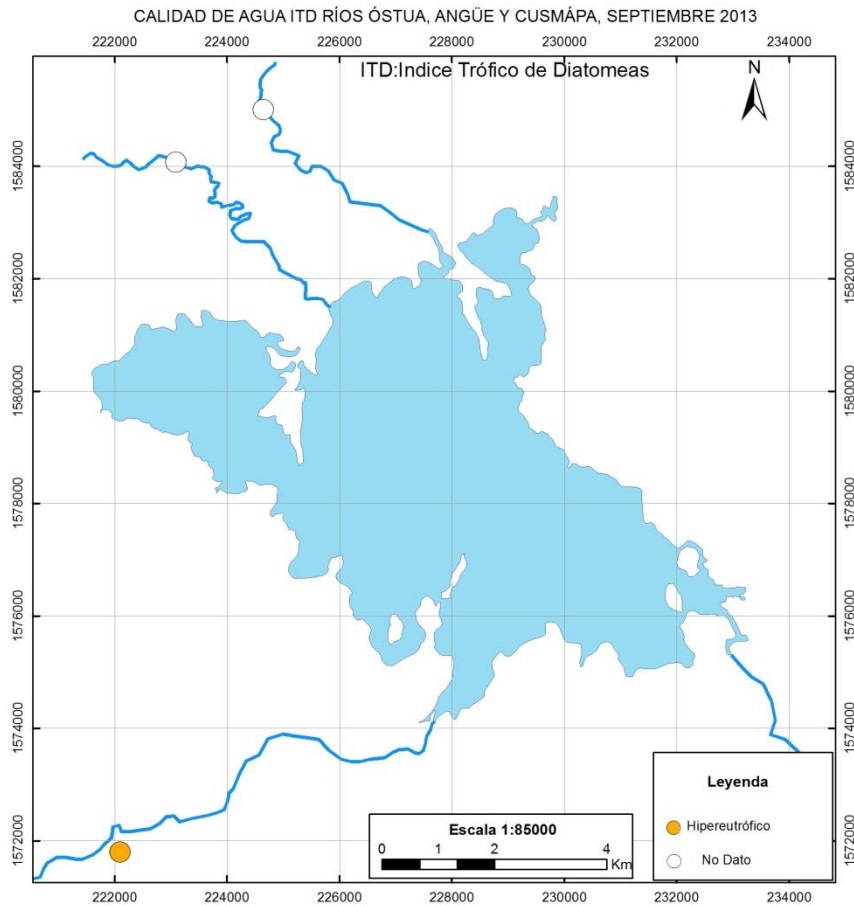 CALIDAD DE AGUA ITD RÍOS ÓSTUA, ANGÜE Y CUSMÁPA, SEPTIEMBRE 2013
222000 224000 226000 228000 230000 232000 234000
ITD:Indice Trófico de Diatomeas
N
1584000 1584000
1582000 1582000
1580000 1580000
1578000 1578000
1576000 1576000
1574000 1574000
1572000 1572000
Escala 1:85000
0 1 2 4
Km
Leyenda
Hipereutrófico
No Dato
222000 224000 226000 228000 230000 232000 234000